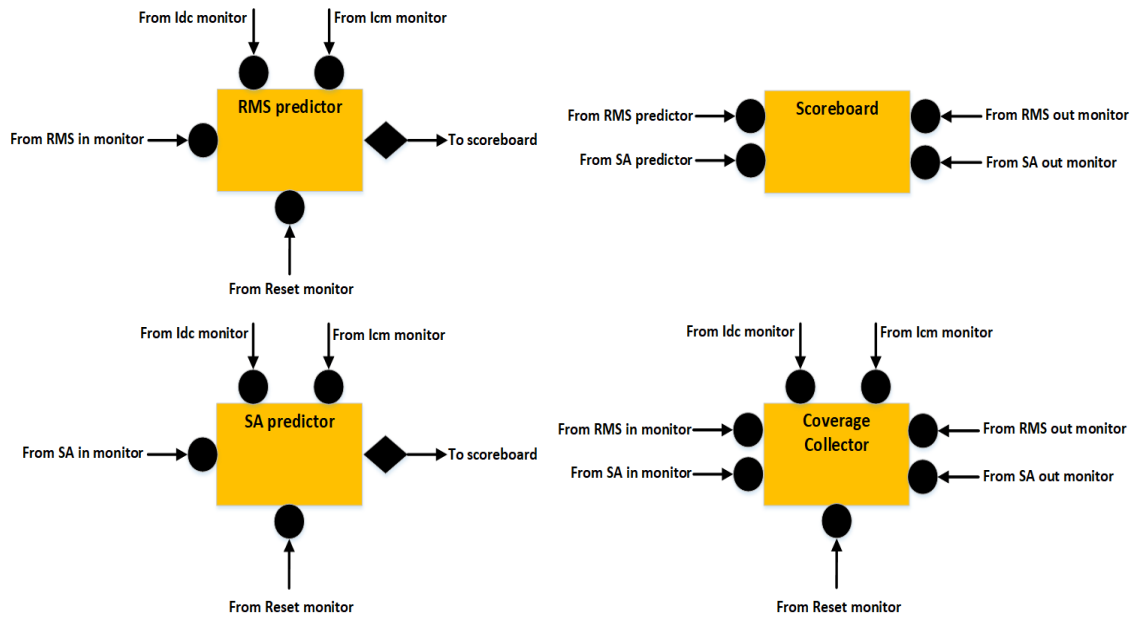 From Idc monitor
From Icm monitor
RMS predictor
From RMS in monitor
To scoreboard
From Reset monitor
Scoreboard
From RMS predictor
From RMS out monitor
From SA predictor
From SA out monitor
From Idc monitor
From Icm monitor
SA predictor
From SA in monitor
To scoreboard
From Reset monitor
From Idc monitor
From Icm monitor
Coverage
Collector
From RMS in monitor
From RMS out monitor
From SA in monitor
From SA out monitor
From Reset monitor